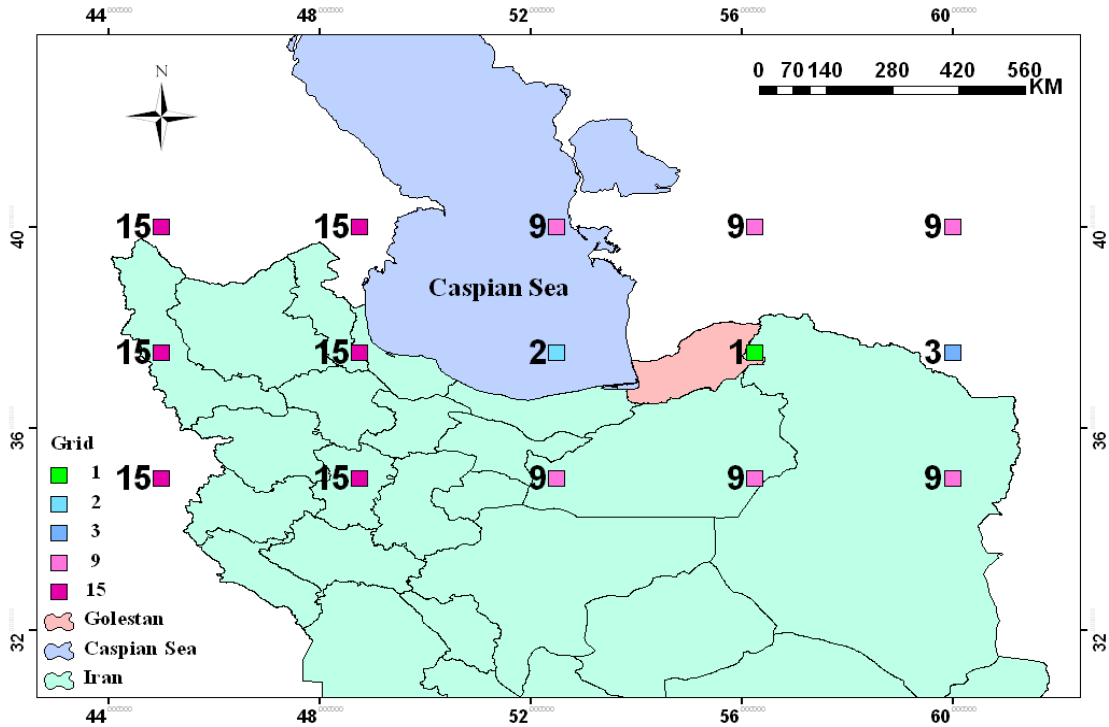 44 48 52 56 60
N
0 70 140 280 420 560
KM
40 15 15 9 9 9 40
Caspian Sea
15 15 2 1 3
36 36
Grid
15 15 9 9 9
1
2
3
9
15
Golestan
32 32
Caspian Sea
Iran
44 48 52 56 60